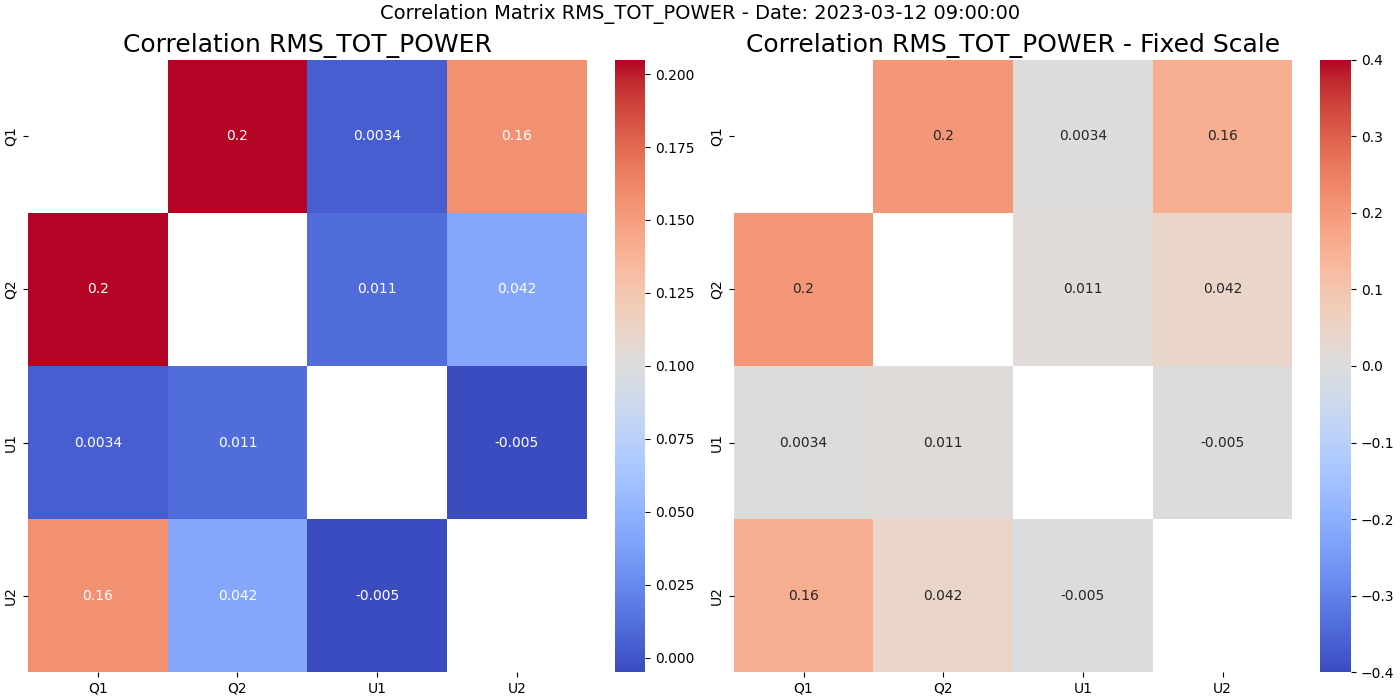 Correlation Matrix RMS_TOT_POWER - Date: 2023-03-12 09:00:00
Correlation RMS_TOT_POWER
Q1
0.2
0.0034
0.16
Q2
0.2
0.011
0.042
U1
0.0034
0.011
-0.005
U2
0.16
0.042
-0.005
Q1
Q2
U1
U2
0.200
0.175
0.150
0.125
0.100
0.075
0.050
0.025
0.000
Correlation RMS_TOT_POWER - Fixed Scale
Q1
0.2
0.0034
0.16
Q2
0.2
0.011
0.042
U1
0.0034
0.011
-0.005
U2
0.16
0.042
-0.005
Q1
Q2
U1
U2
0.4
0.3
0.2
0.1
0.0
−0.1
−0.2
−0.3
−0.4